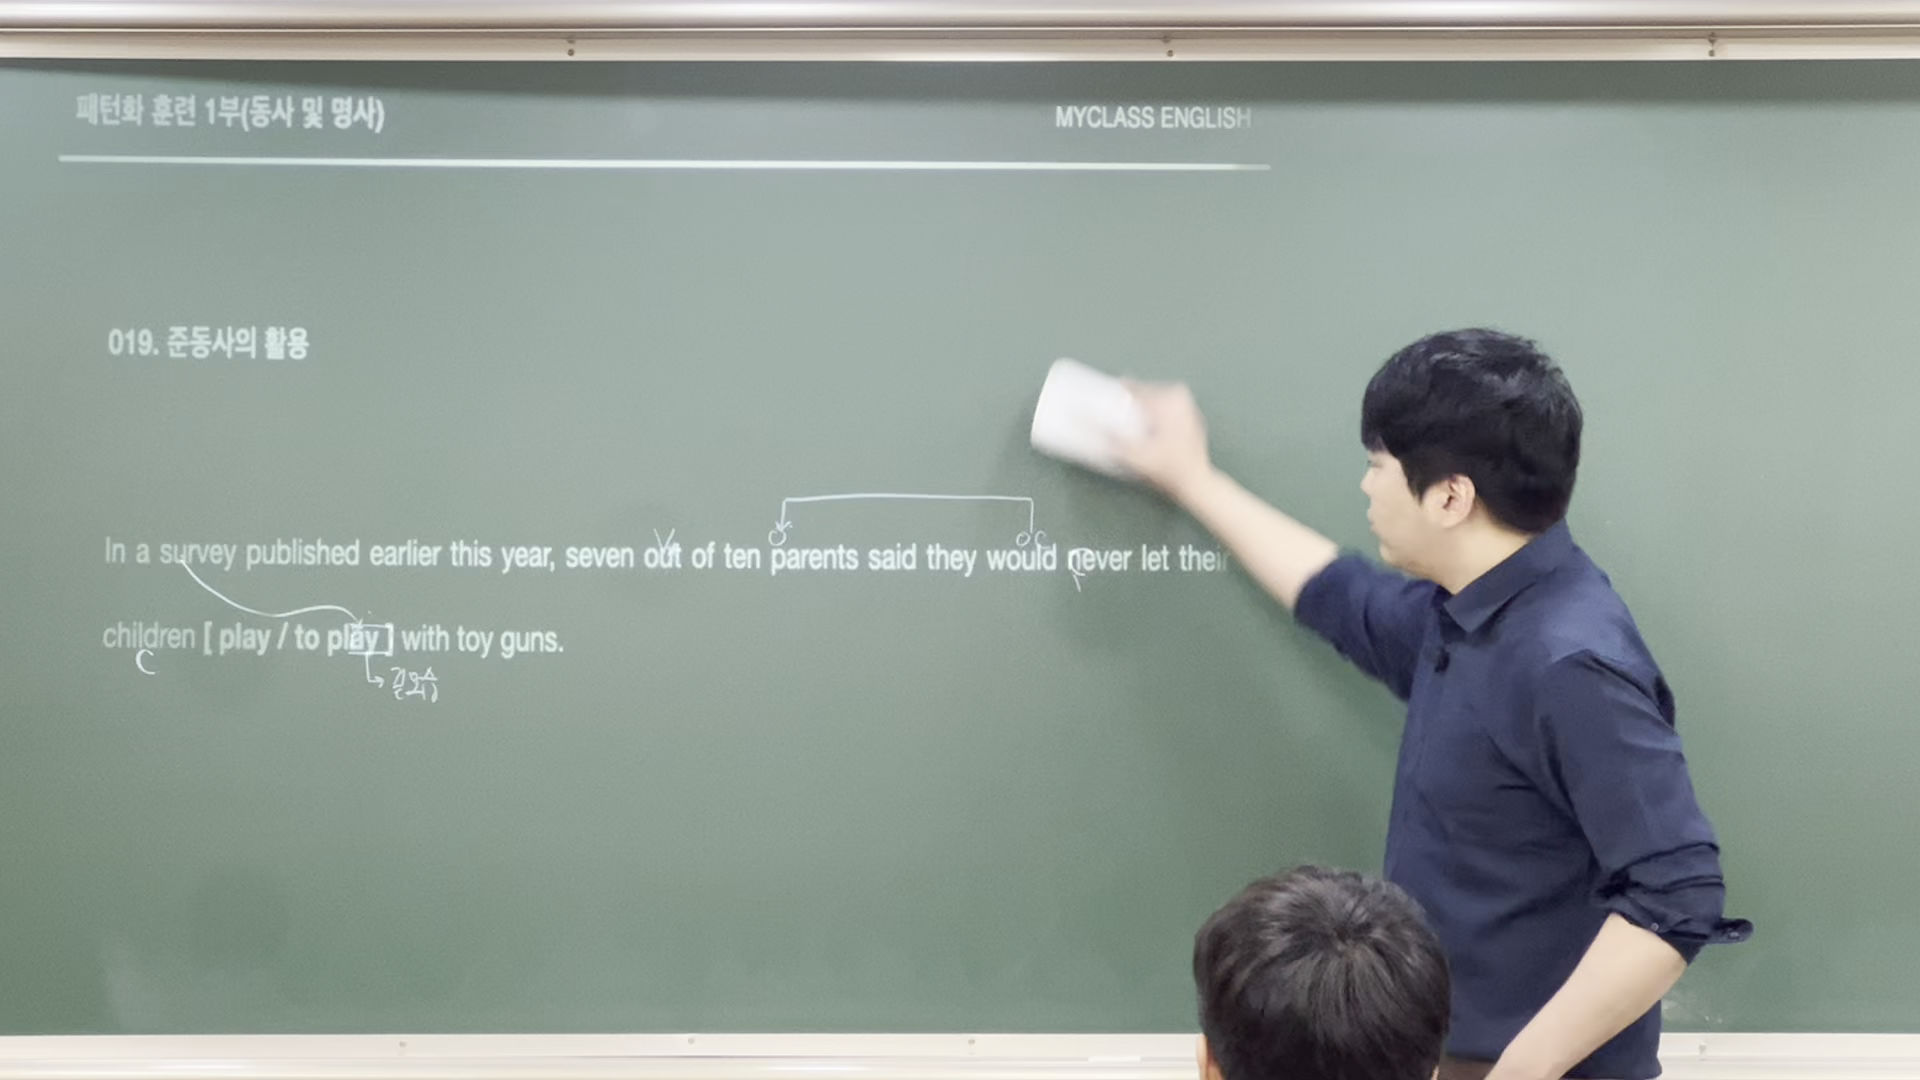 패턴화 훈련 1부(동사 및 명사)
MYCLASS ENGLISH
019. 준동사의 활용
In a survey published earlier this year, seven out of ten parents said they would never let their
children [ play / to play ] with toy guns.